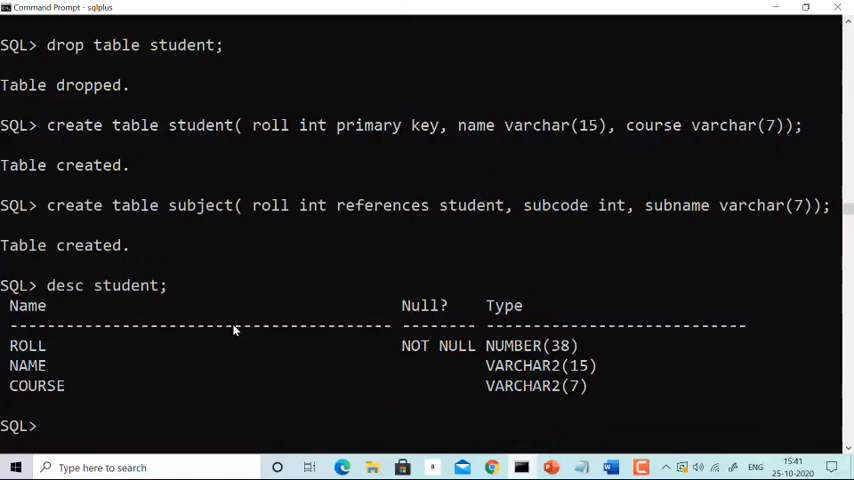 Command Prompt - sqlplus
SQL> drop table student;
Table dropped.
SQL> create table student( roll int primary key, name varchar(15), course varchar(7));
Table created.
SQL> create table subject( roll int references student, subcode int, subname varchar(7));
Table created.
SQL> desc student;
Name Null? Type
----------------------------------------- -------- ----------------------------
ROLL NOT NULL NUMBER(38)
NAME VARCHAR2(15)
COURSE VARCHAR2(7)
SQL>
Type here to search
a
ENG
15:41
25-10-2020